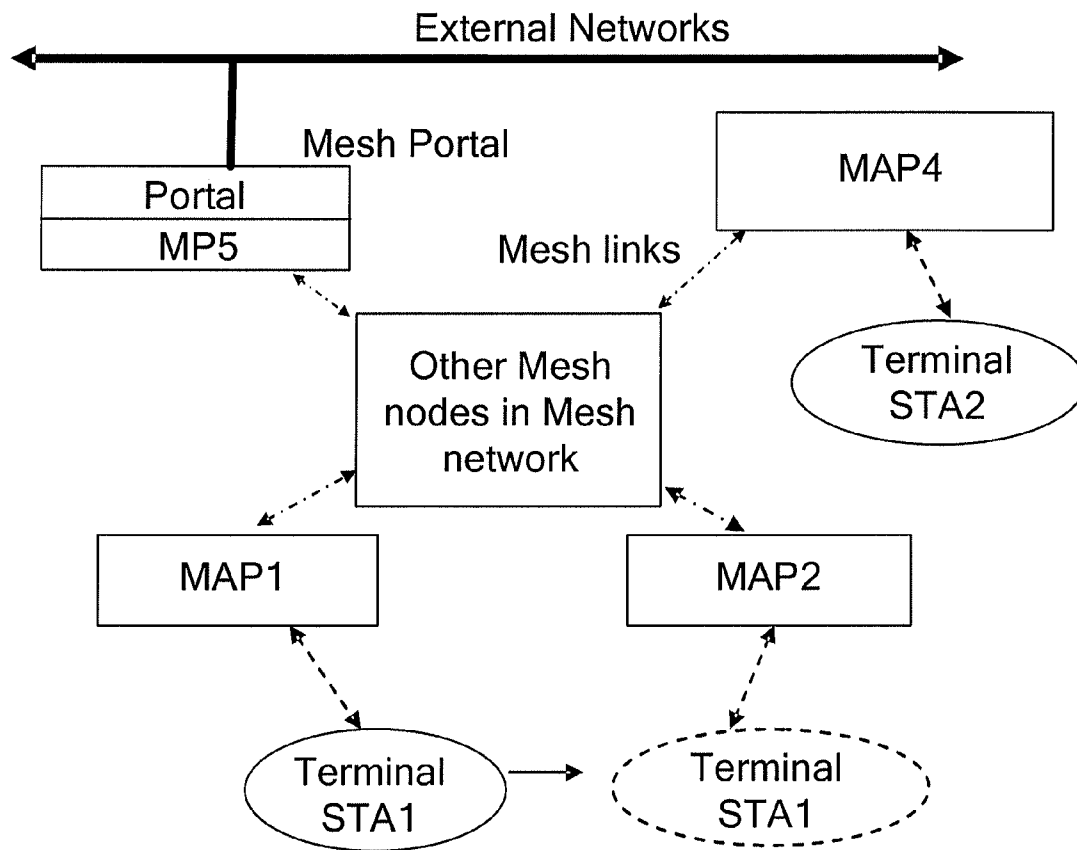 External Networks
Mesh Portal
Portal
MP5
MAP4
Mesh links
Other Mesh
nodes in Mesh
network
Terminal
STA2
MAP1
MAP2
Terminal
STA1
Terminal
STA1